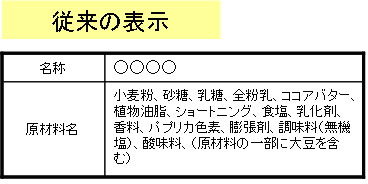 従来の表示
名称
〇〇〇〇
原材料名
小麦粉、砂糖、乳糖、全粉乳、ココアバター、
植物油脂、ショートニング、食塩、乳化剤、
香料、パプリカ色素、膨張剤、調味料(無機
塩)、酸味料、(原材料の一部に大豆を含
む)